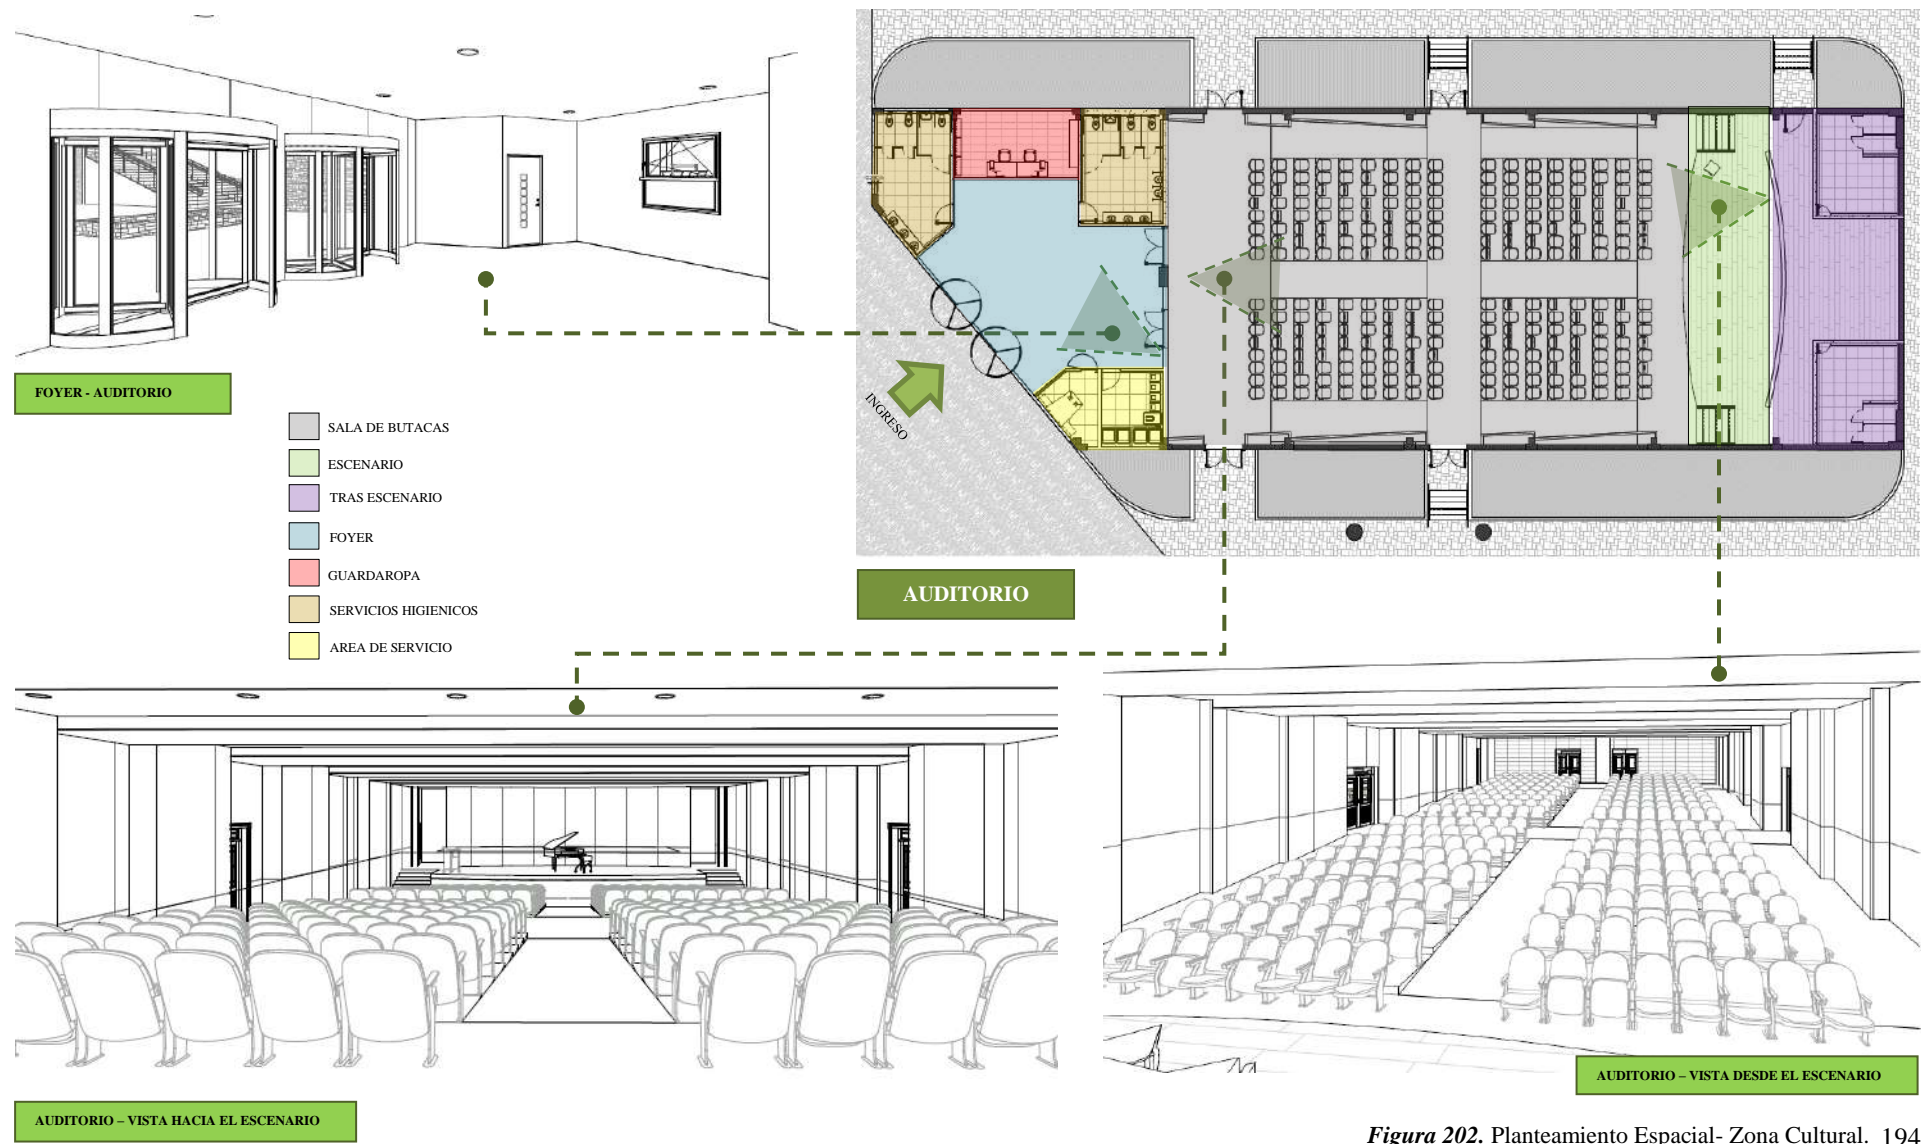 FOYER - AUDITORIO
SALA DE BUTACAS
ESCENARIO
TRAS ESCENARIO
FOYER
GUARDAROPA
SERVICIOS HIGIENICOS
AREA DE SERVICIO
INGRESO
AUDITORIO
AUDITORIO – VISTA HACIA EL ESCENARIO
AUDITORIO – VISTA DESDE EL ESCENARIO
Figura 202. Planteamiento Espacial- Zona Cultural. 194